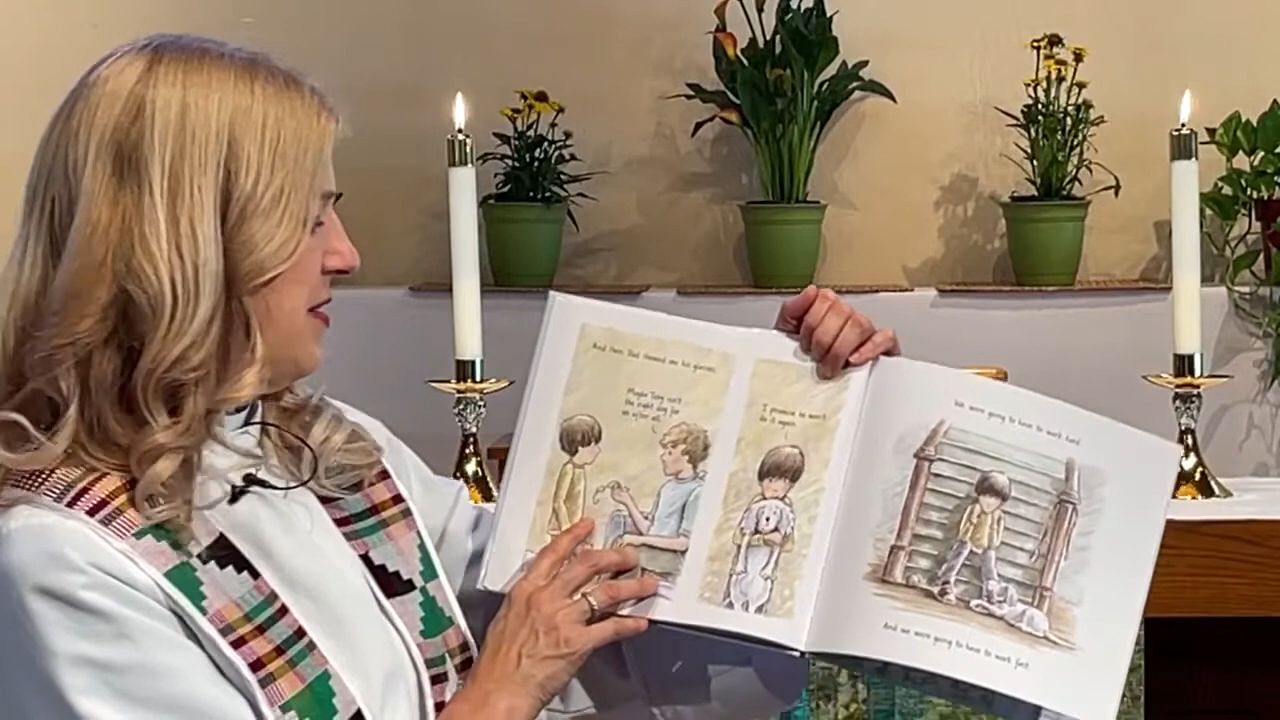 And then Dad showed me his glasses.
Maybe Toby isn't
the right dog for
us after all.
I promise he won't
do it again.
We were going to have to work hard.
And we were going to have to work fast.